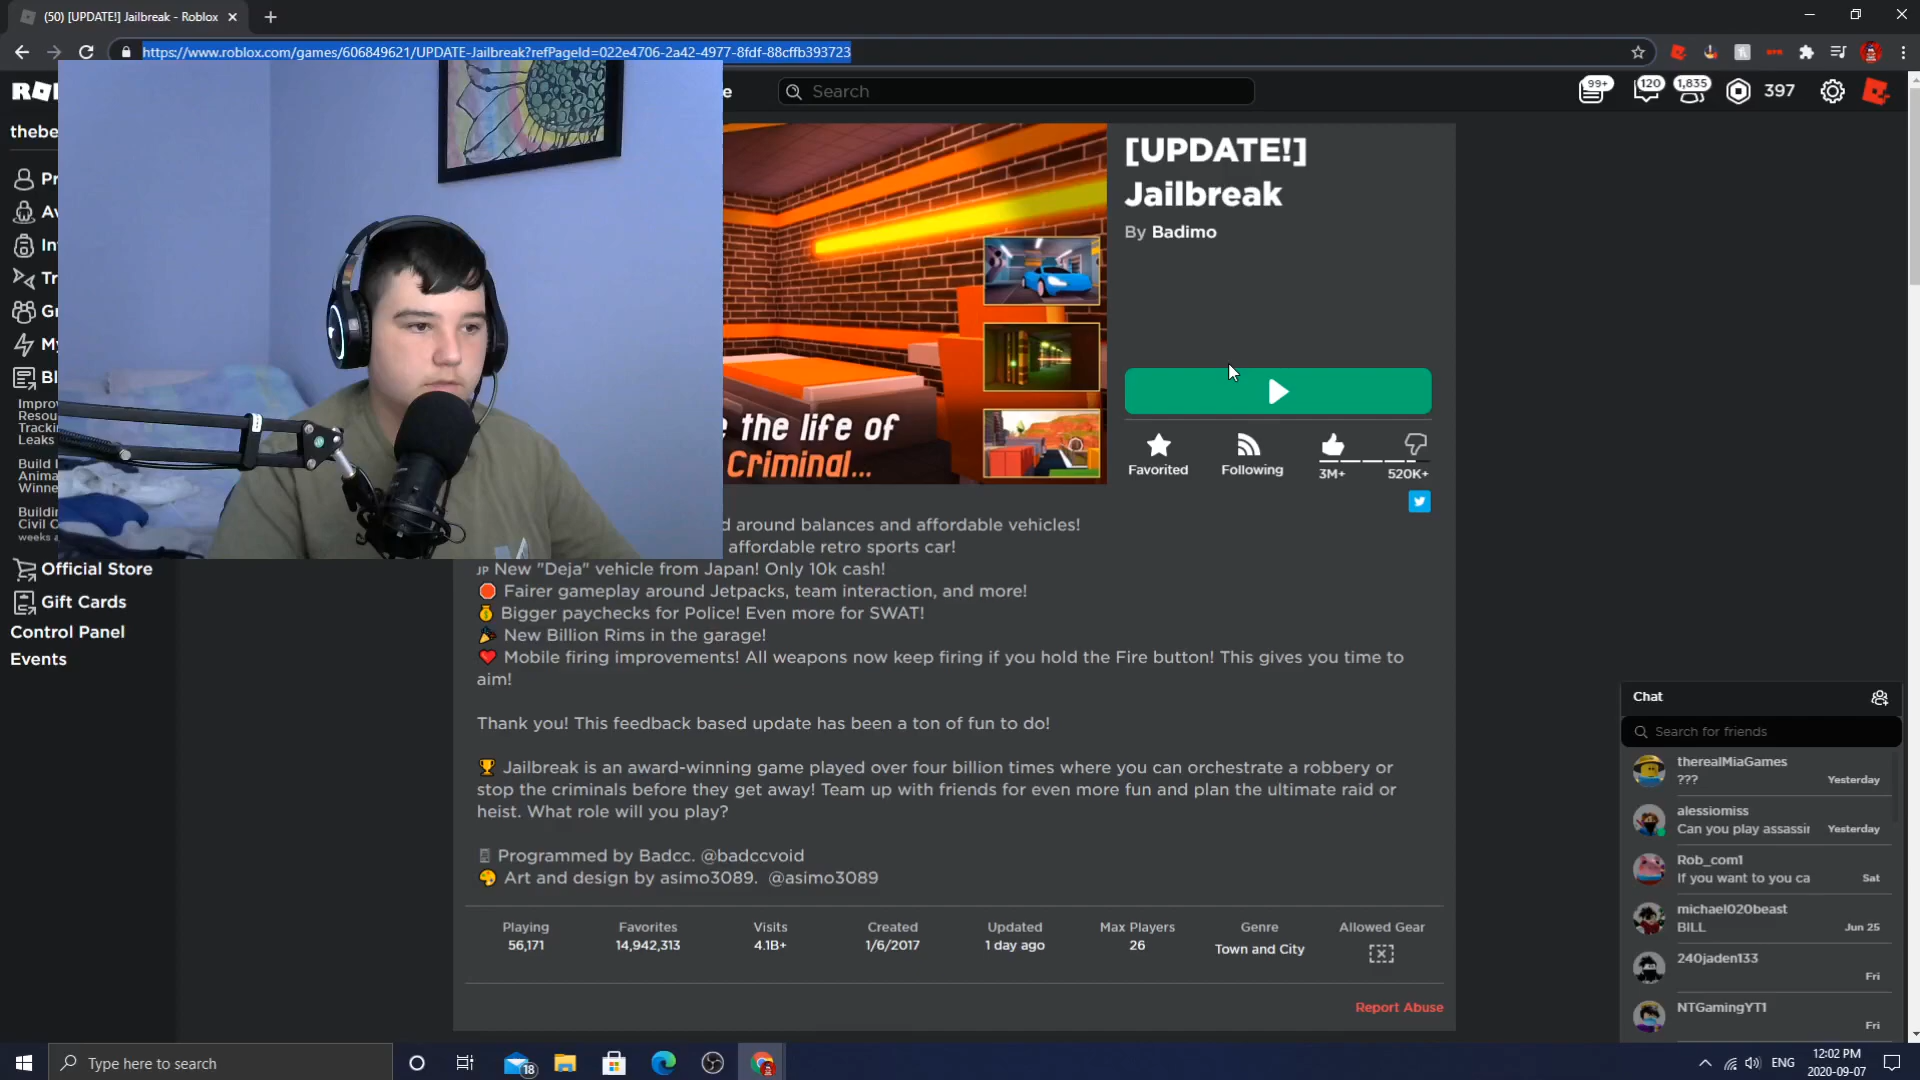 (50) [UPDATE!] Jailbreak - Roblox
https://www.roblox.com/games/606849621/UPDATE-Jailbreak?refPageId=022e4706-2a42-4977-8fdf-88cffb393723
Search
99+
120
1,835
397
thebe
[UPDATE!]
Jailbreak
By Badimo
the life of
Criminal...
Favorited
Following
3M+
520K+
around balances and affordable vehicles!
affordable retro sports car!
JP New "Deja" vehicle from Japan! Only 10k cash!
Fairer gameplay around Jetpacks, team interaction, and more!
Bigger paychecks for Police! Even more for SWAT!
New Billion Rims in the garage!
Mobile firing improvements! All weapons now keep firing if you hold the Fire button! This gives you time to
aim!
Thank you! This feedback based update has been a ton of fun to do!
Jailbreak is an award-winning game played over four billion times where you can orchestrate a robbery or
stop the criminals before they get away! Team up with friends for even more fun and plan the ultimate raid or
heist. What role will you play?
Programmed by Badcc. @badccvoid
Art and design by asimo3089. @asimo3089
Playing Favorites Visits Created Updated Max Players Genre Allowed Gear
56,171 14,942,313 4.1B+ 1/6/2017 1 day ago 26 Town and City
Report Abuse
Official Store
Gift Cards
Control Panel
Events
Chat
Search for friends
therealMiaGames
??? Yesterday
alessiomiss
Can you play assassin Yesterday
Rob_com1
If you want to you ca Sat
michael020beast
BILL Jun 25
240jaden133
Fri
NTGamingYT1
Fri
Type here to search
18
ENG
12:02 PM
2020-09-07